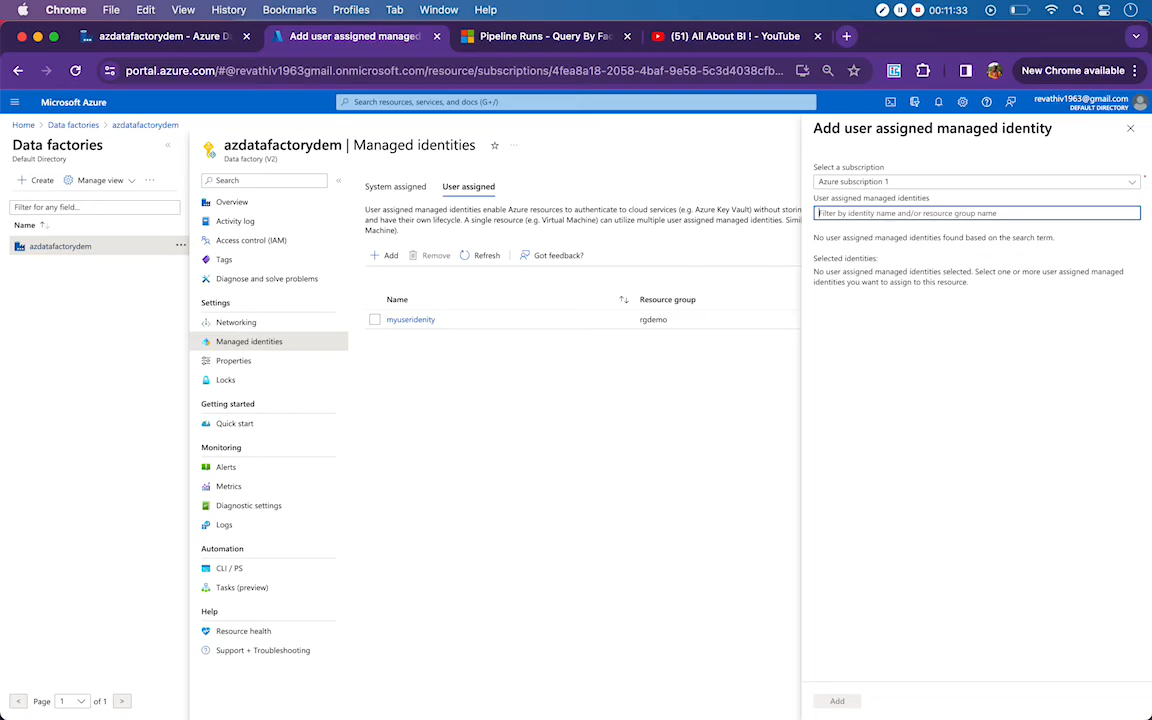 Chrome File Edit View History Bookmarks Profiles Tab Window Help 00:11:33
azdatafactorydem - Azure D
Add user assigned managed
Pipeline Runs - Query By Fac
(51) All About BI ! - YouTube
portal.azure.com/#@revathiv1963gmail.onmicrosoft.com/resource/subscriptions/4fea8a18-2058-4baf-9e58-5c3d4038cfb...
New Chrome available
Microsoft Azure
Search resources, services, and docs (G+/)
revathiv1963@gmail.com
DEFAULT DIRECTORY
Home > Data factories > azdatafactorydem
Data factories
Default Directory
Create
Manage view
Filter for any field...
Name
azdatafactorydem
Page 1 of 1
azdatafactorydem | Managed identities
Data factory (V2)
Search
Overview
Activity log
Access control (IAM)
Tags
Diagnose and solve problems
Settings
Networking
Managed identities
Properties
Locks
Getting started
Quick start
Monitoring
Alerts
Metrics
Diagnostic settings
Logs
Automation
CLI / PS
Tasks (preview)
Help
Resource health
Support + Troubleshooting
System assigned
User assigned
User assigned managed identities enable Azure resources to authenticate to cloud services (e.g. Azure Key Vault) without storin
and have their own lifecycle. A single resource (e.g. Virtual Machine) can utilize multiple user assigned managed identities. Simi
Machine).
Add
Remove
Refresh
Got feedback?
Name
Resource group
myuseridenity
rgdemo
Add user assigned managed identity
Select a subscription
Azure subscription 1
User assigned managed identities
Filter by identity name and/or resource group name
No user assigned managed identities found based on the search term.
Selected identities:
No user assigned managed identities selected. Select one or more user assigned managed
identities you want to assign to this resource.
Add